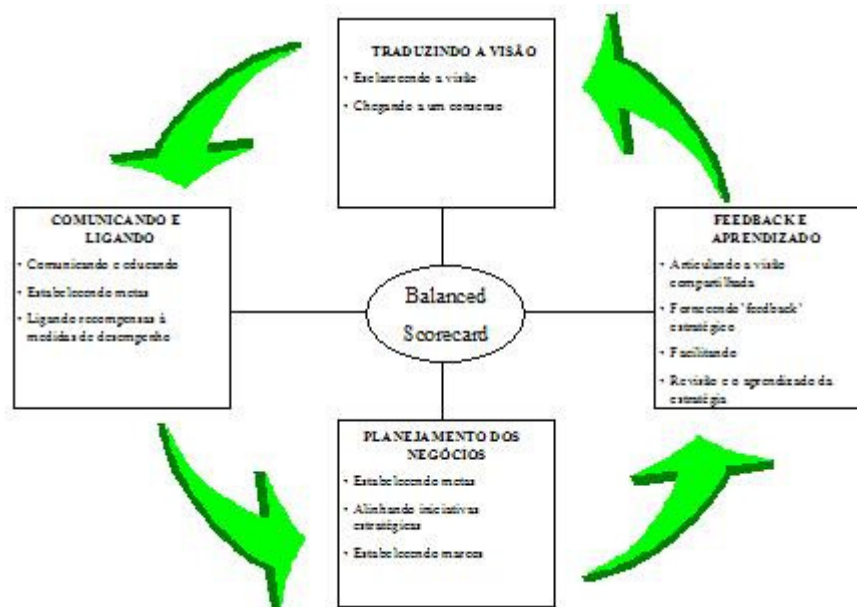 TRADUZINDO A VISÃO
• Esclarecendo a visão
• Chegando a um consenso
COMUNICANDO E
LIGANDO
• Comunicando e educando
• Estabelecendo metas
• Ligando recompensas à
medidas de desempenho
Balanced
Scorecard
FEEDBACK E
APRENDIZADO
• Articulando a visão
compartilhada
• Fornecendo 'feedback'
estratégico
• Facilitando
• Revisão e o aprendizado da
estratégia
PLANEJAMENTO DOS
NEGÓCIOS
• Estabelecendo metas
• Alinhando iniciativas
estratégicas
• Estabelecendo marcos